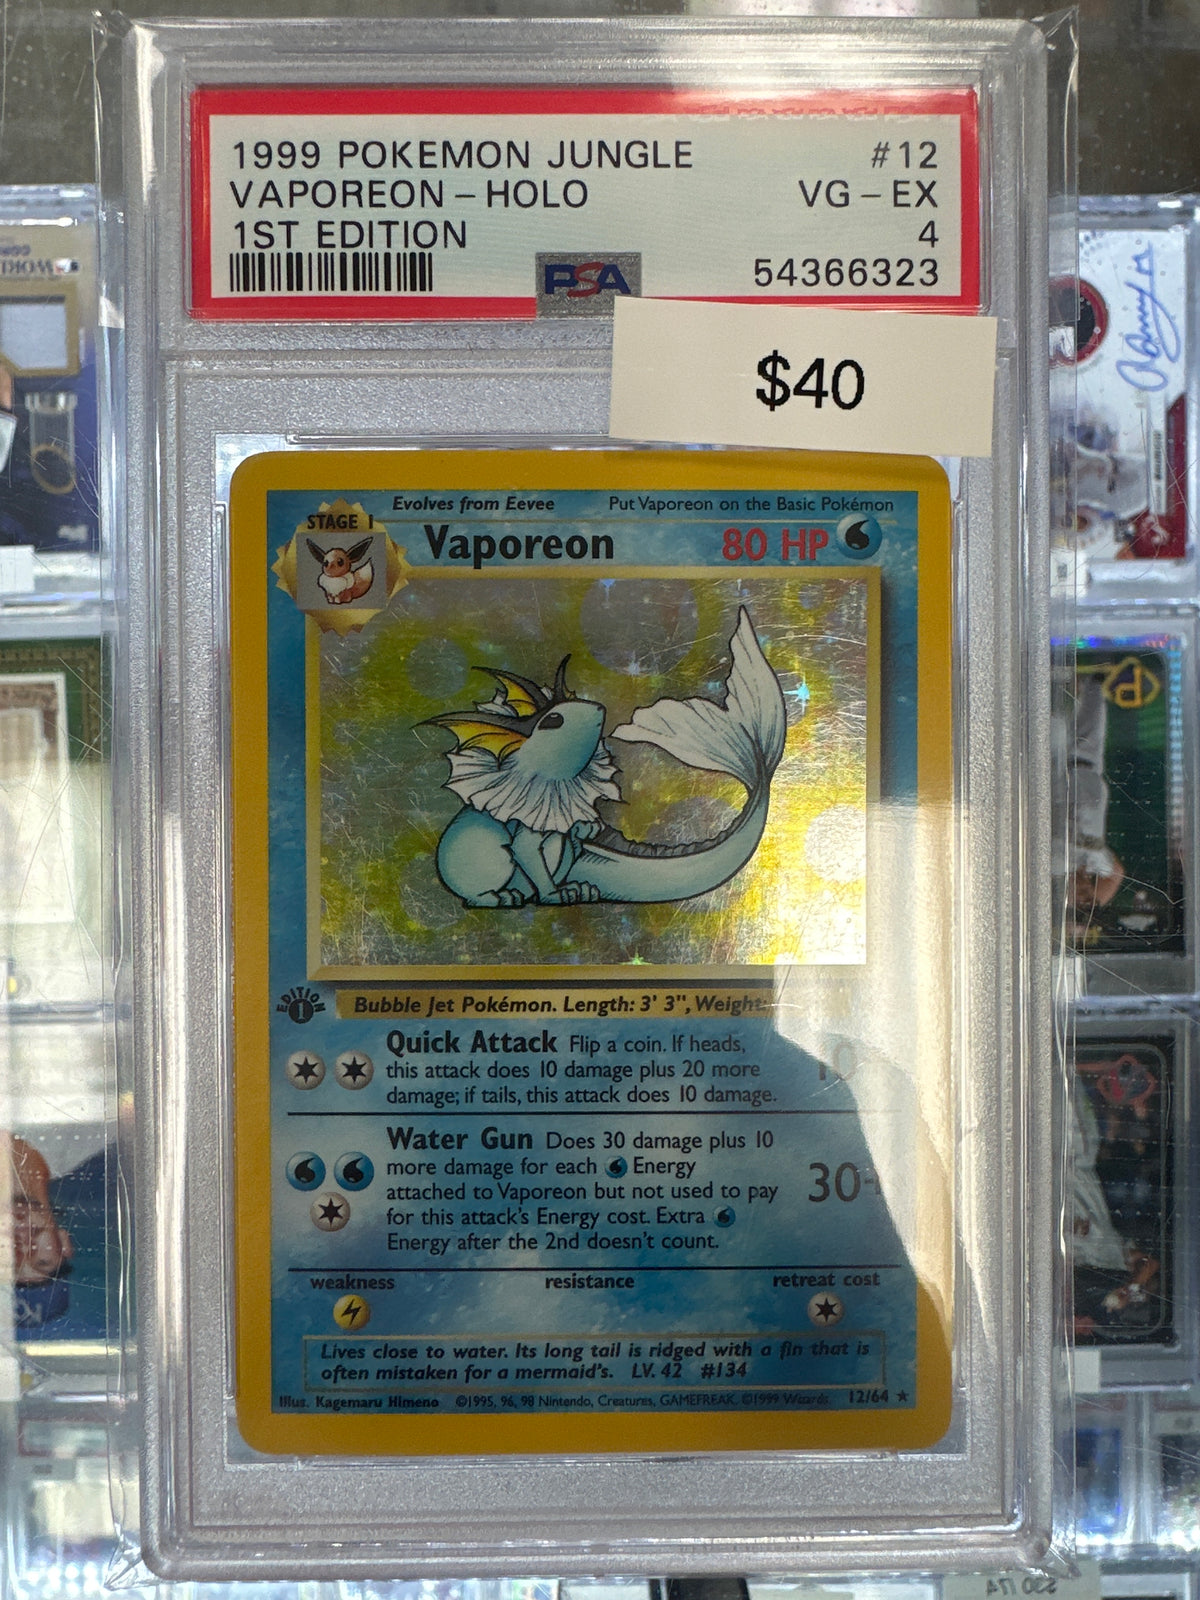 1999 POKEMON JUNGLE #12
VAPOREON-HOLO VG-EX
1ST EDITION 4
PSA 54366323
$40
Evolves from Eevee Put Vaporeon on the Basic Pokémon
STAGE 1
Vaporeon 80 HP
EDITION
1
Bubble Jet Pokémon. Length: 3' 3", Weight:
Quick Attack Flip a coin. If heads,
this attack does 10 damage plus 20 more
damage; if tails, this attack does 10 damage.
10
Water Gun Does 30 damage plus 10
more damage for each Energy
attached to Vaporeon but not used to pay
for this attack's Energy cost. Extra
Energy after the 2nd doesn't count.
30+
weakness resistance retreat cost
Lives close to water. Its long tail is ridged with a fin that is
often mistaken for a mermaid's. LV. 42 #134
Illus. Kagemaru Himeno ©1995, 96, 98 Nintendo, Creatures, GAMEFREAK. ©1999 Wizards. 12/64 ★